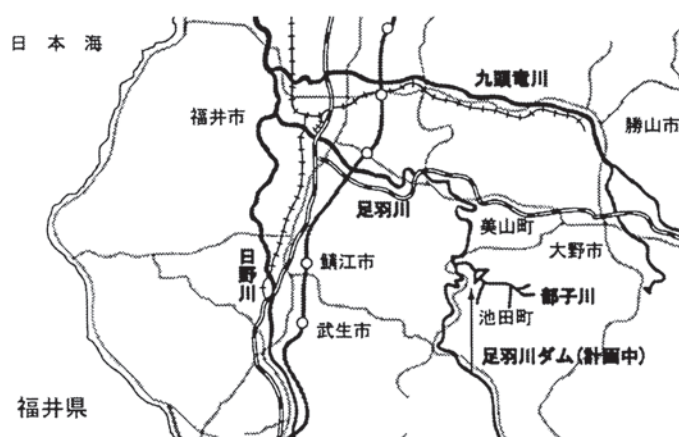 日本海
九頭竜川
福井市
勝山市
足羽川
美山町
大野市
日野川
鯖江市
部子川
池田町
武生市
足羽川ダム(計画中)
福井県